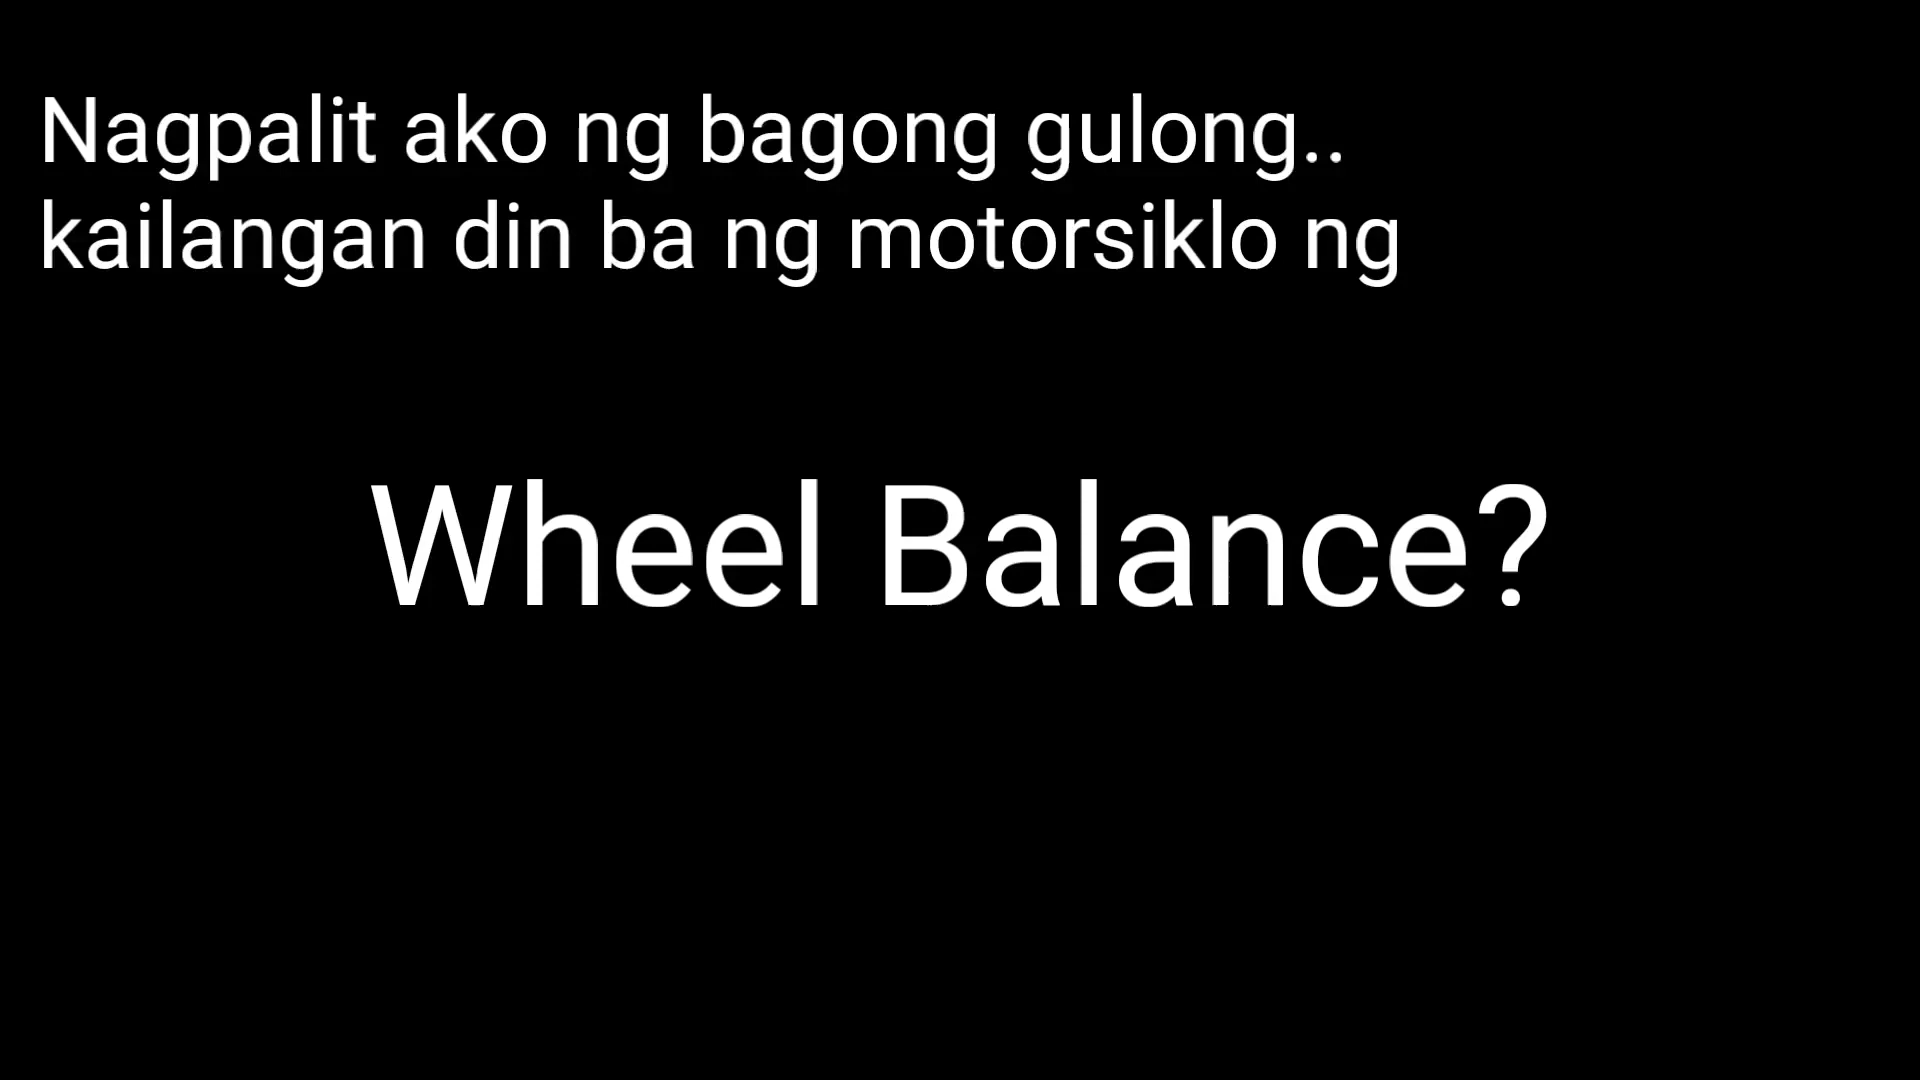 Nagpalit ako ng bagong gulong..
kailangan din ba ng motorsiklo ng
Wheel Balance?